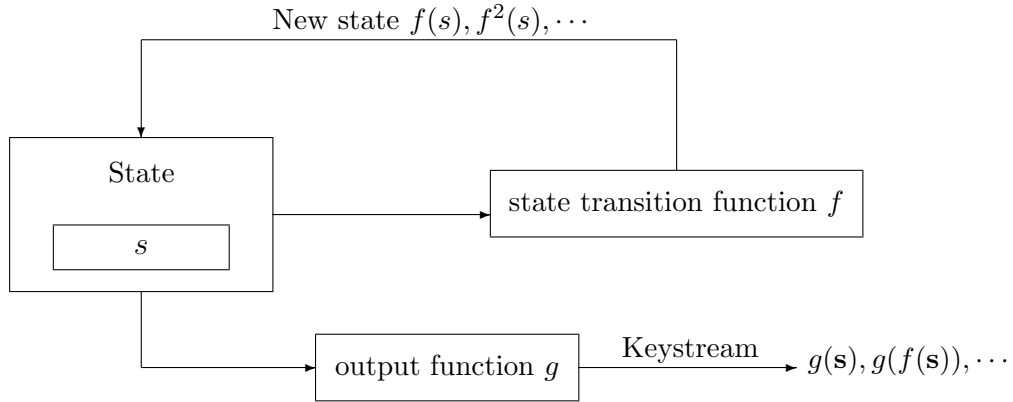 New state f(s), f²(s), ⋯
State
state transition function f
s
Keystream
output function g
g(𝐬), g(f(𝐬)), ⋯